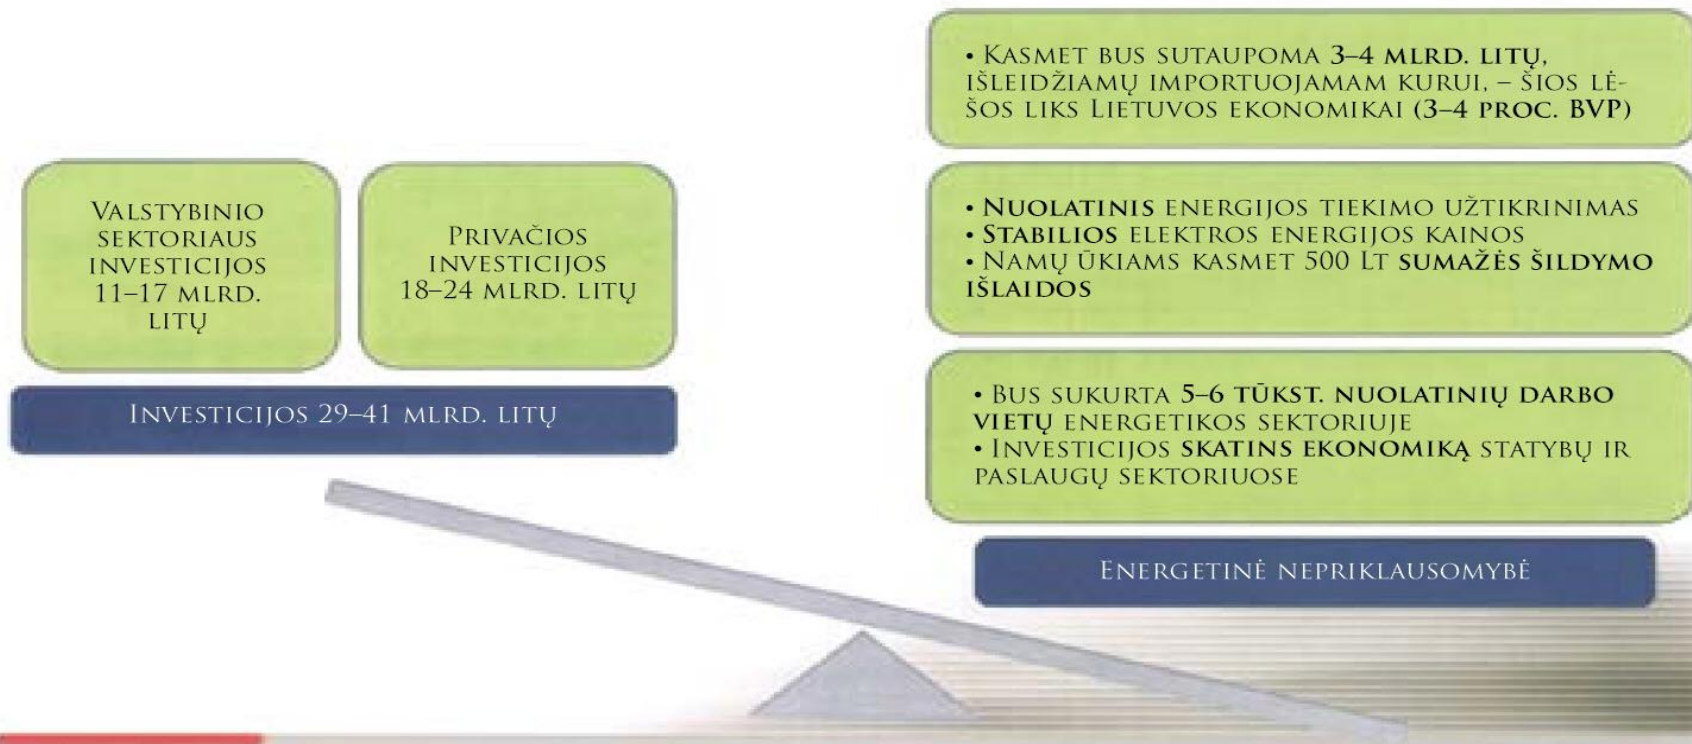 Valstybinio
sektoriaus
investicijos
11–17 mlrd.
litų
Privačios
investicijos
18–24 mlrd. litų
Investicijos 29–41 mlrd. litų
• Kasmet bus sutaupoma 3–4 mlrd. litų,
išleidžiamų importuojamam kurui, – šios lė-
šos liks Lietuvos ekonomikai (3–4 proc. BVP)
• Nuolatinis energijos tiekimo užtikrinimas
• Stabilios elektros energijos kainos
• Namų ūkiams kasmet 500 Lt sumažės šildymo
išlaidos
• Bus sukurta 5–6 tūkst. nuolatinių darbo
vietų energetikos sektoriuje
• Investicijos skatins ekonomiką statybų ir
paslaugų sektoriuose
Energetinė nepriklausomybė